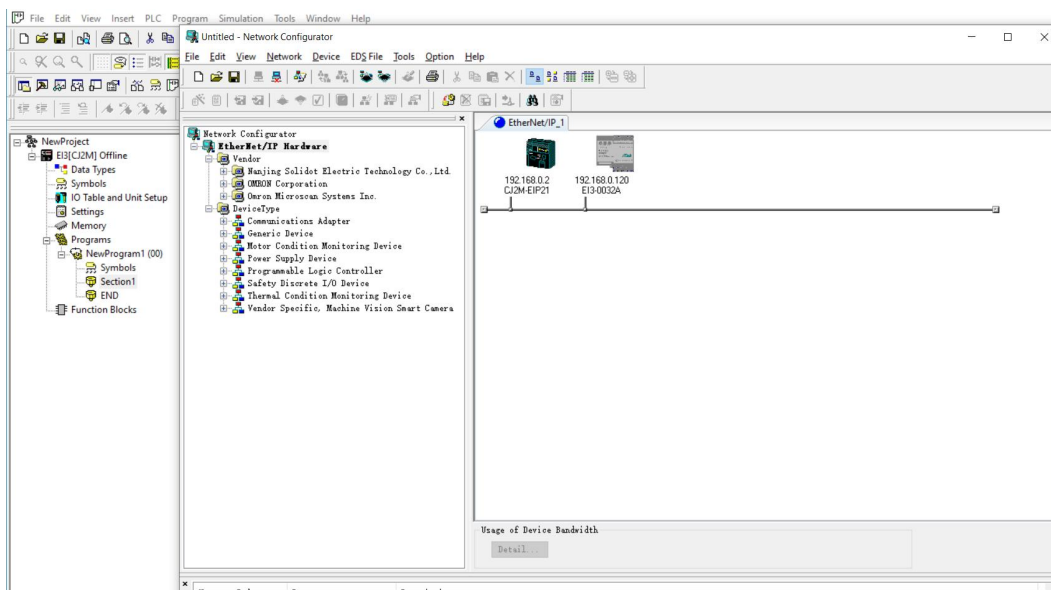 File Edit View Insert PLC Program Simulation Tools Window Help
Untitled - Network Configurator
File Edit View Network Device EDS File Tools Option Help
NewProject
EI3[CJ2M] Offline
Data Types
Symbols
IO Table and Unit Setup
Settings
Memory
Programs
NewProgram1 (00)
Symbols
Section1
END
Function Blocks
Network Configurator
EtherNet/IP Hardware
Vendor
Nanjing Solidot Electric Technology Co., Ltd.
OMRON Corporation
Omron Microscan Systems Inc.
DeviceType
Communications Adapter
Generic Device
Motor Condition Monitoring Device
Power Supply Device
Programmable Logic Controller
Safety Discrete I/O Device
Thermal Condition Monitoring Device
Vendor Specific, Machine Vision Smart Camera
EtherNet/IP_1
192.168.0.2 192.168.0.120
CJ2M-EIP21 EI3-0032A
Usage of Device Bandwidth
Detail...